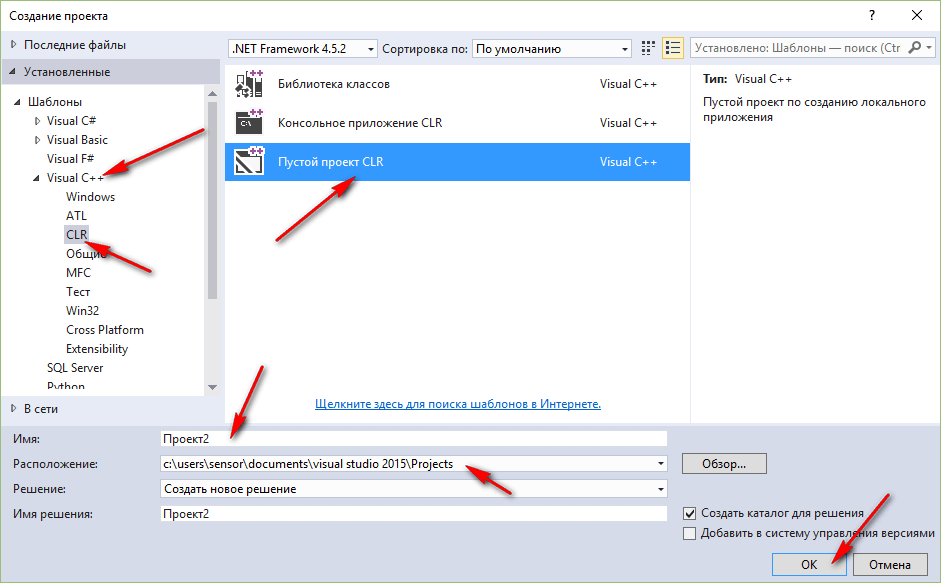 Создание проекта
? ×
Последние файлы
Установленные
Шаблоны
Visual C#
Visual Basic
Visual F#
Visual C++
Windows
ATL
CLR
Общие
MFC
Тест
Win32
Cross Platform
Extensibility
SQL Server
Python
В сети
.NET Framework 4.5.2
Сортировка по: По умолчанию
Установлено: Шаблоны — поиск (Ctr
Библиотека классов Visual C++
Консольное приложение CLR Visual C++
Пустой проект CLR Visual C++
Щелкните здесь для поиска шаблонов в Интернете.
Тип: Visual C++
Пустой проект по созданию локального
приложения
Имя: Проект2
Расположение: c:\users\sensor\documents\visual studio 2015\Projects
Обзор...
Решение: Создать новое решение
Имя решения: Проект2
Создать каталог для решения
Добавить в систему управления версиями
OK Отмена